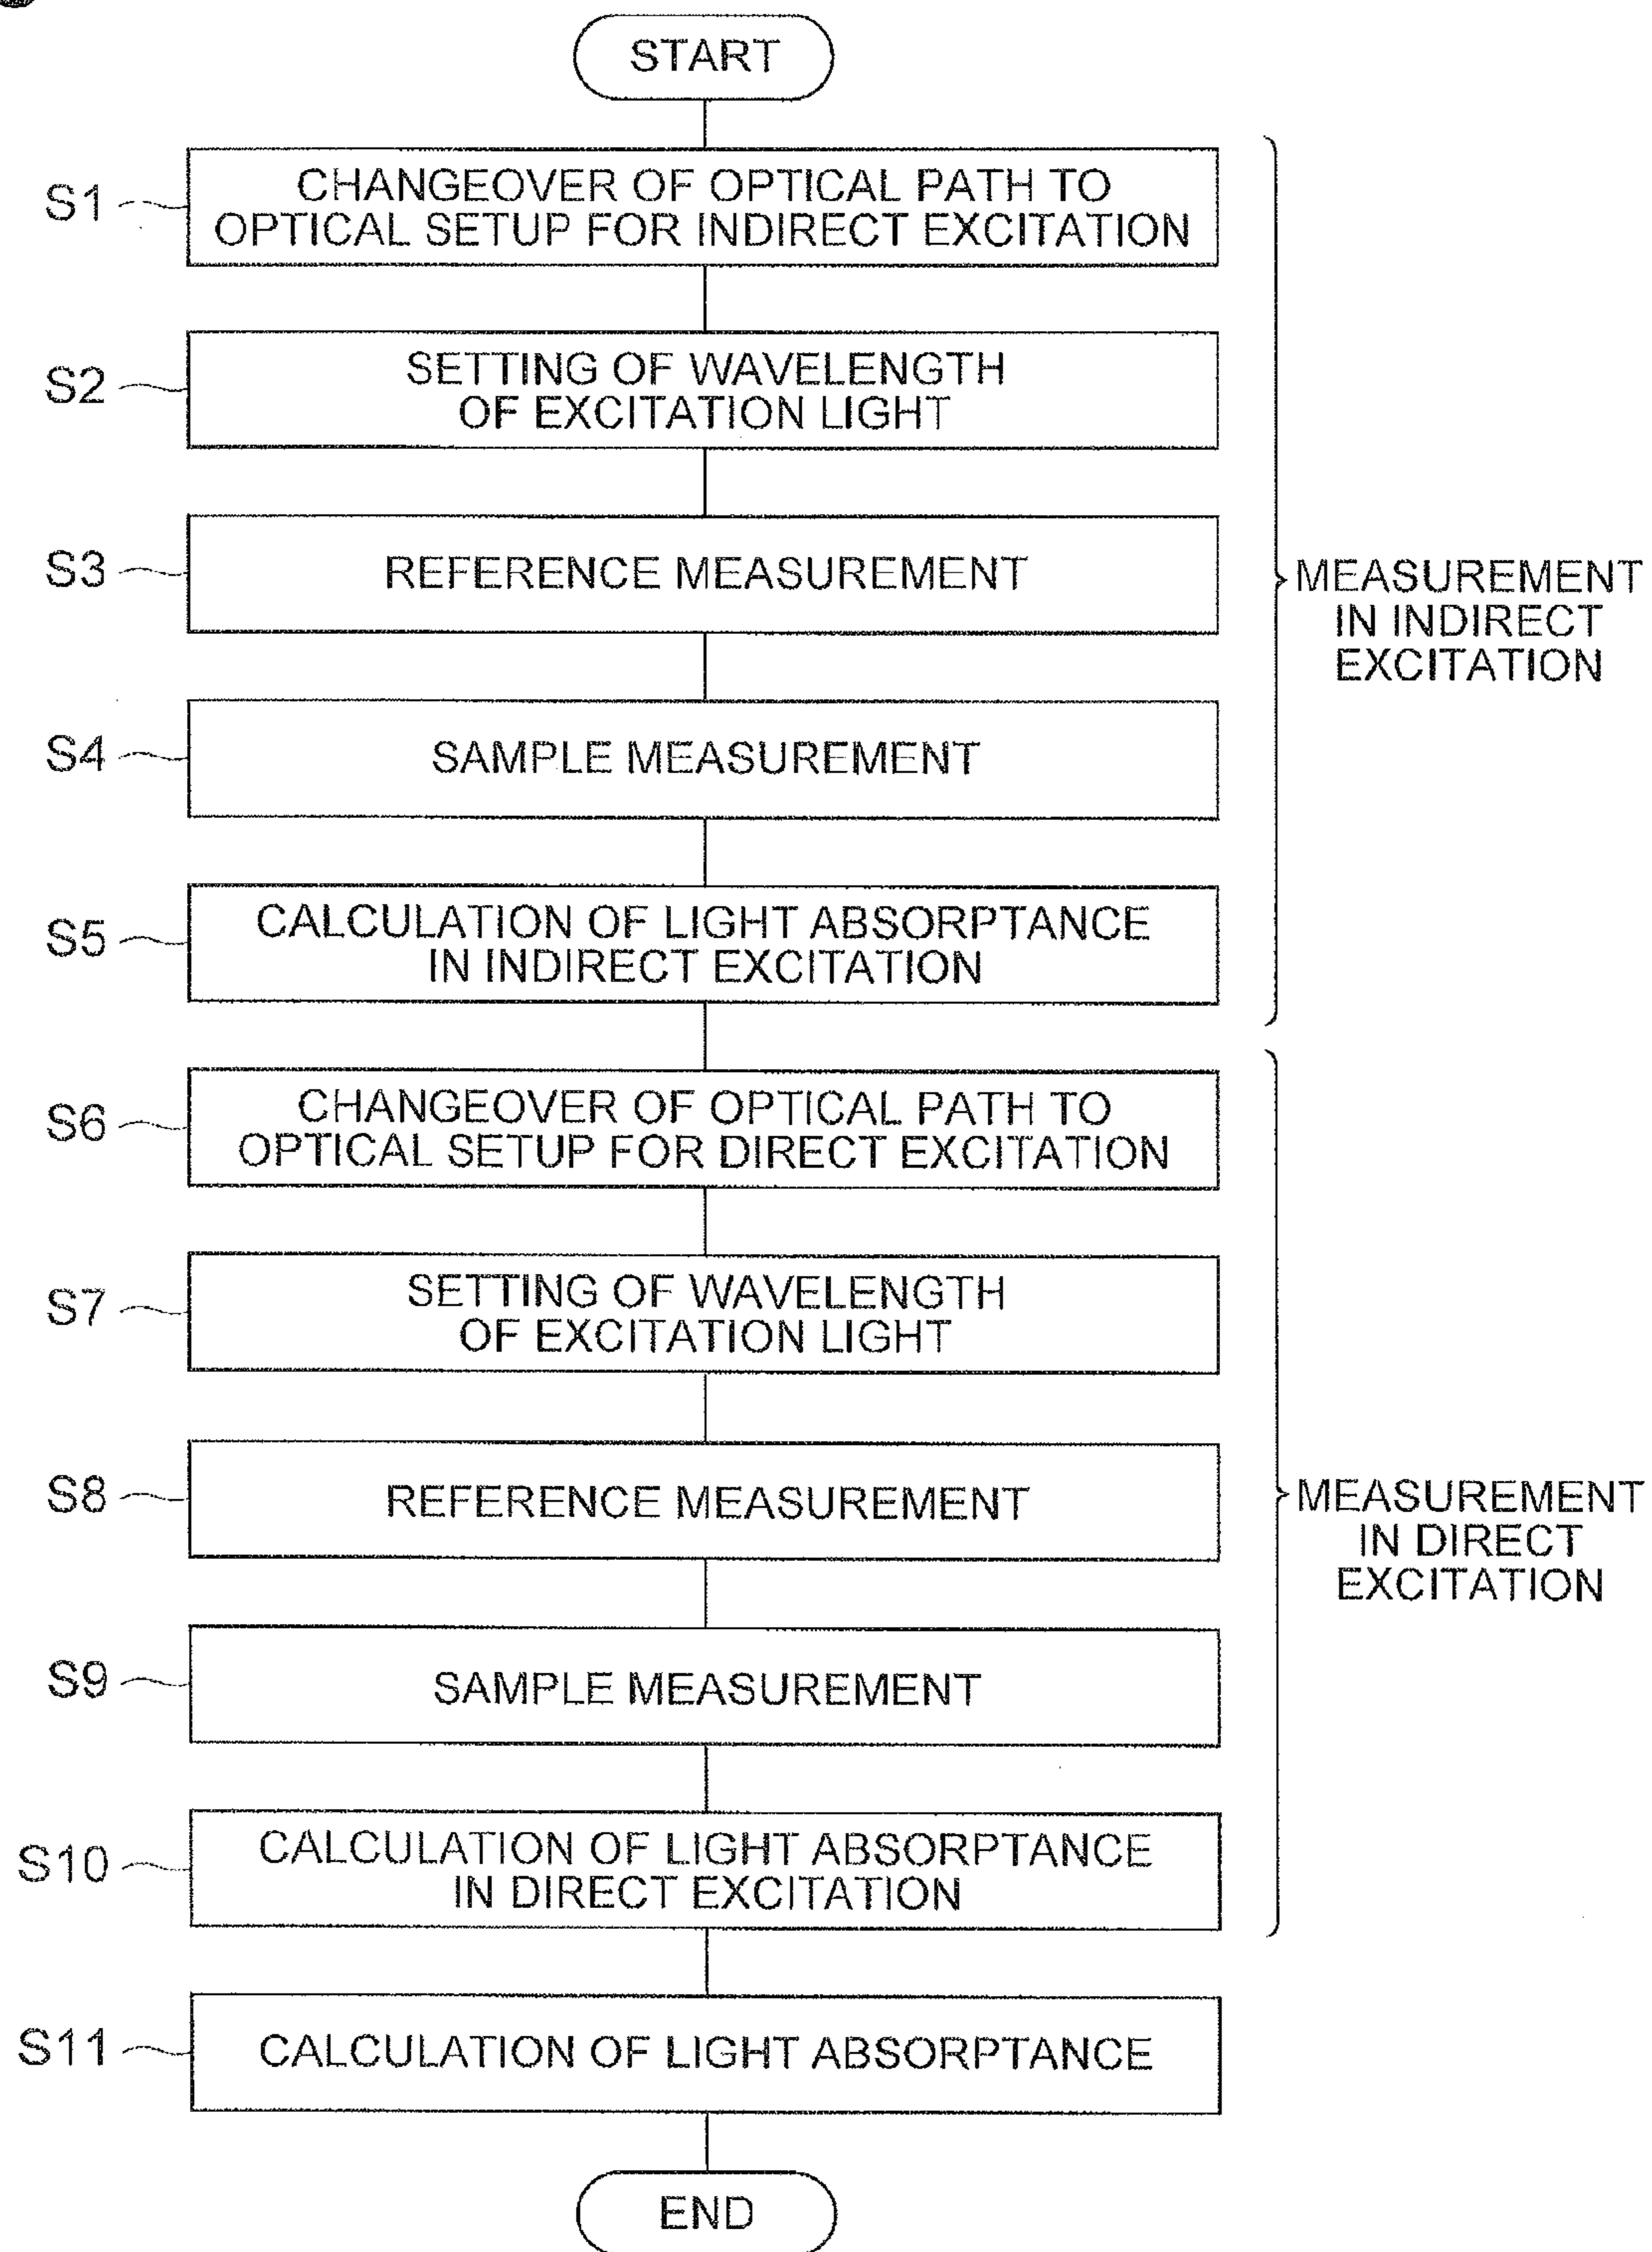 START
S1
CHANGEOVER OF OPTICAL PATH TO
OPTICAL SETUP FOR INDIRECT EXCITATION
S2
SETTING OF WAVELENGTH
OF EXCITATION LIGHT
S3
REFERENCE MEASUREMENT
S4
SAMPLE MEASUREMENT
S5
CALCULATION OF LIGHT ABSORPTANCE
IN INDIRECT EXCITATION
MEASUREMENT
IN INDIRECT
EXCITATION
S6
CHANGEOVER OF OPTICAL PATH TO
OPTICAL SETUP FOR DIRECT EXCITATION
S7
SETTING OF WAVELENGTH
OF EXCITATION LIGHT
S8
REFERENCE MEASUREMENT
S9
SAMPLE MEASUREMENT
S10
CALCULATION OF LIGHT ABSORPTANCE
IN DIRECT EXCITATION
MEASUREMENT
IN DIRECT
EXCITATION
S11
CALCULATION OF LIGHT ABSORPTANCE
END